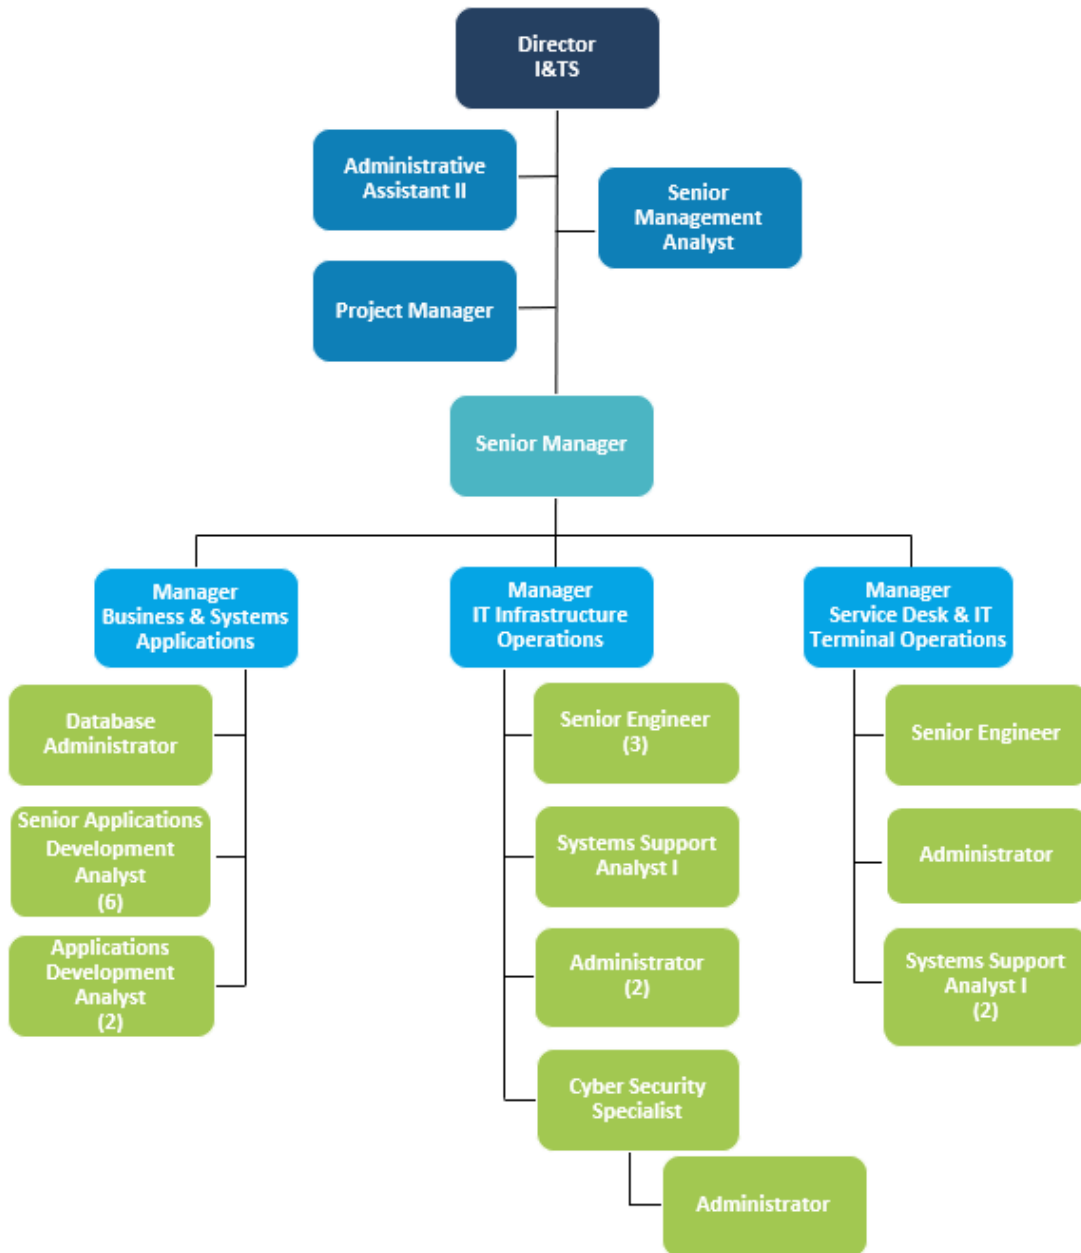 Director
I&TS
Administrative
Assistant II
Senior
Management
Analyst
Project Manager
Senior Manager
Manager
Business & Systems
Applications
Manager
IT Infrastructure
Operations
Manager
Service Desk & IT
Terminal Operations
Database
Administrator
Senior Applications
Development
Analyst
(6)
Applications
Development
Analyst
(2)
Senior Engineer
(3)
Systems Support
Analyst I
Administrator
(2)
Cyber Security
Specialist
Administrator
Senior Engineer
Administrator
Systems Support
Analyst I
(2)